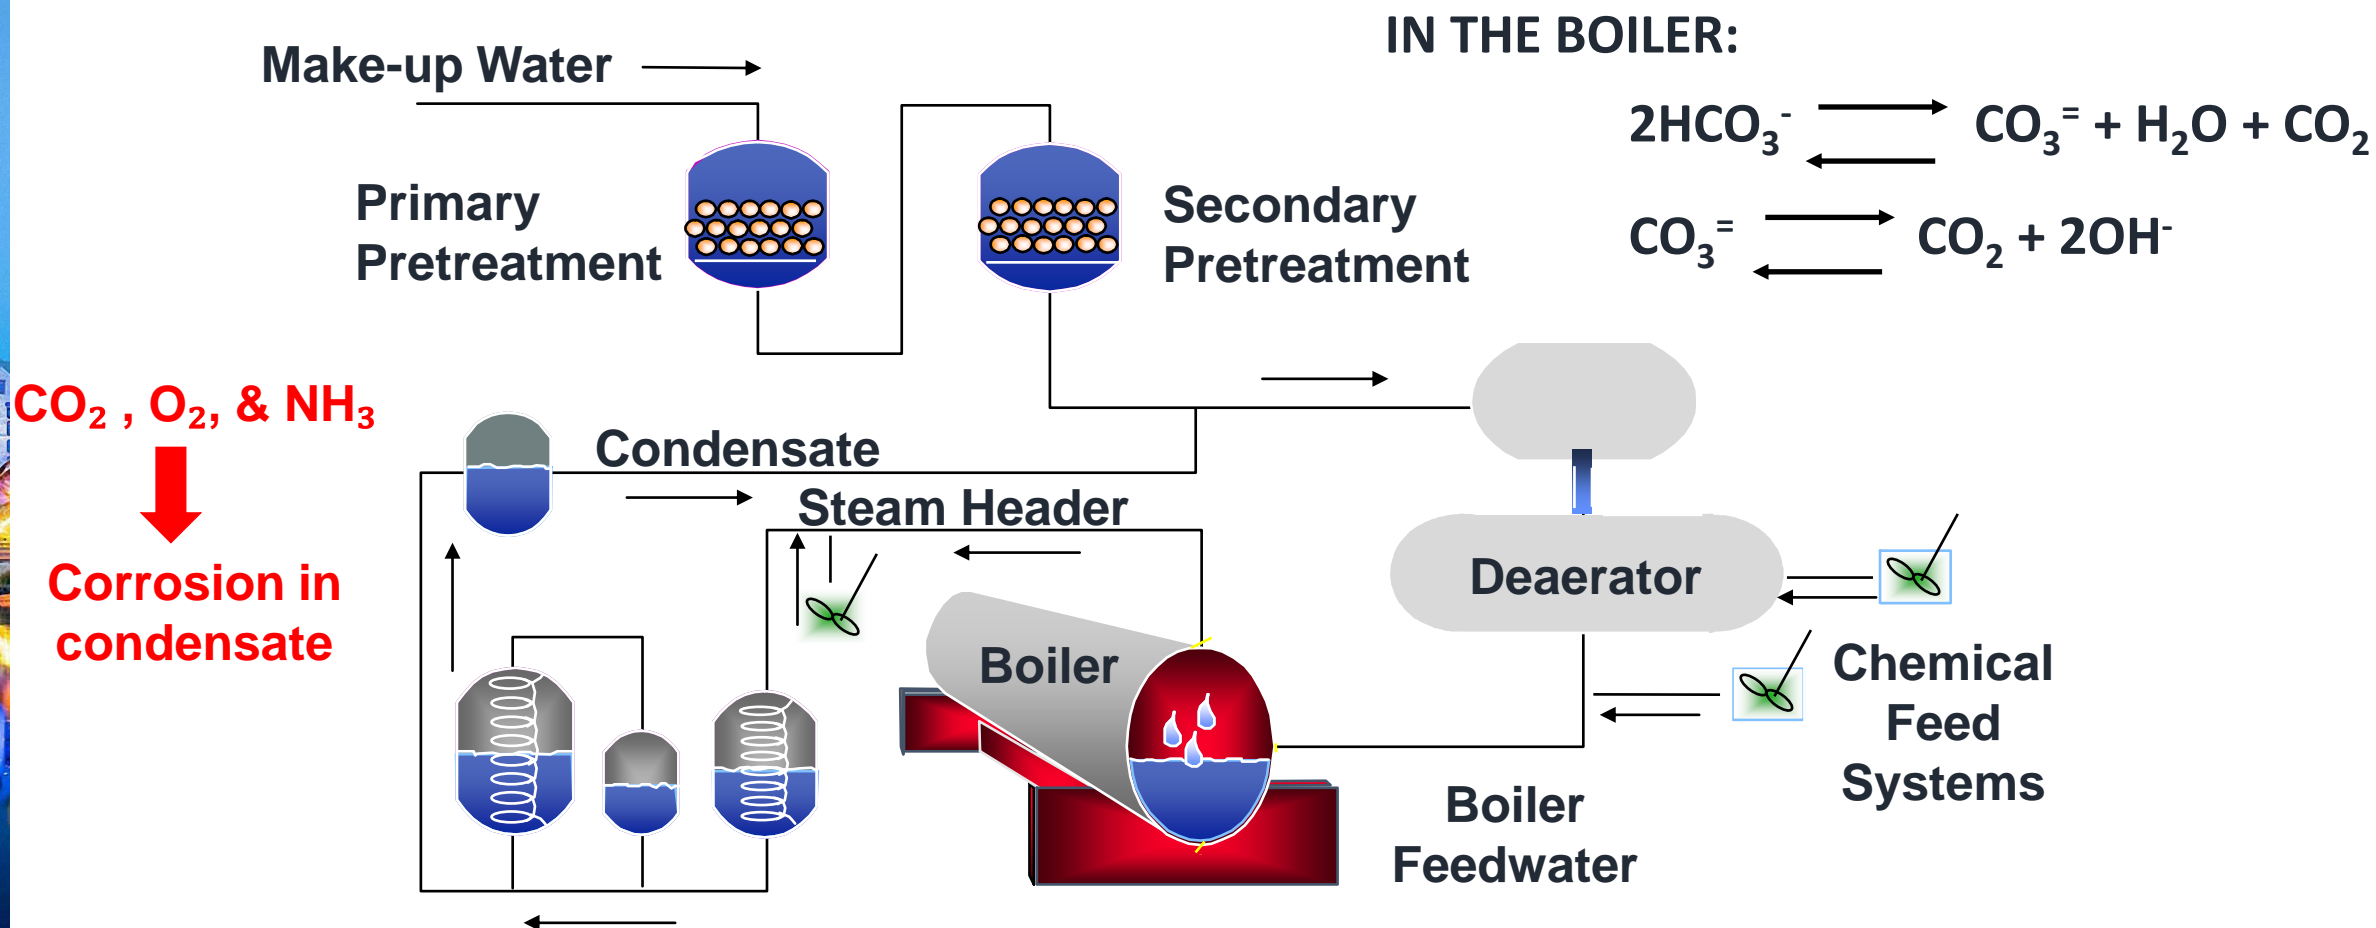 IN THE BOILER:
Make-up Water
2HCO₃⁻ CO₃⁼ + H₂O + CO₂
Primary
Pretreatment
Secondary
Pretreatment
CO₃⁼ CO₂ + 2OH⁻
CO₂ , O₂, & NH₃
Condensate
Steam Header
Corrosion in
condensate
Deaerator
Boiler
Chemical
Feed
Systems
Boiler
Feedwater